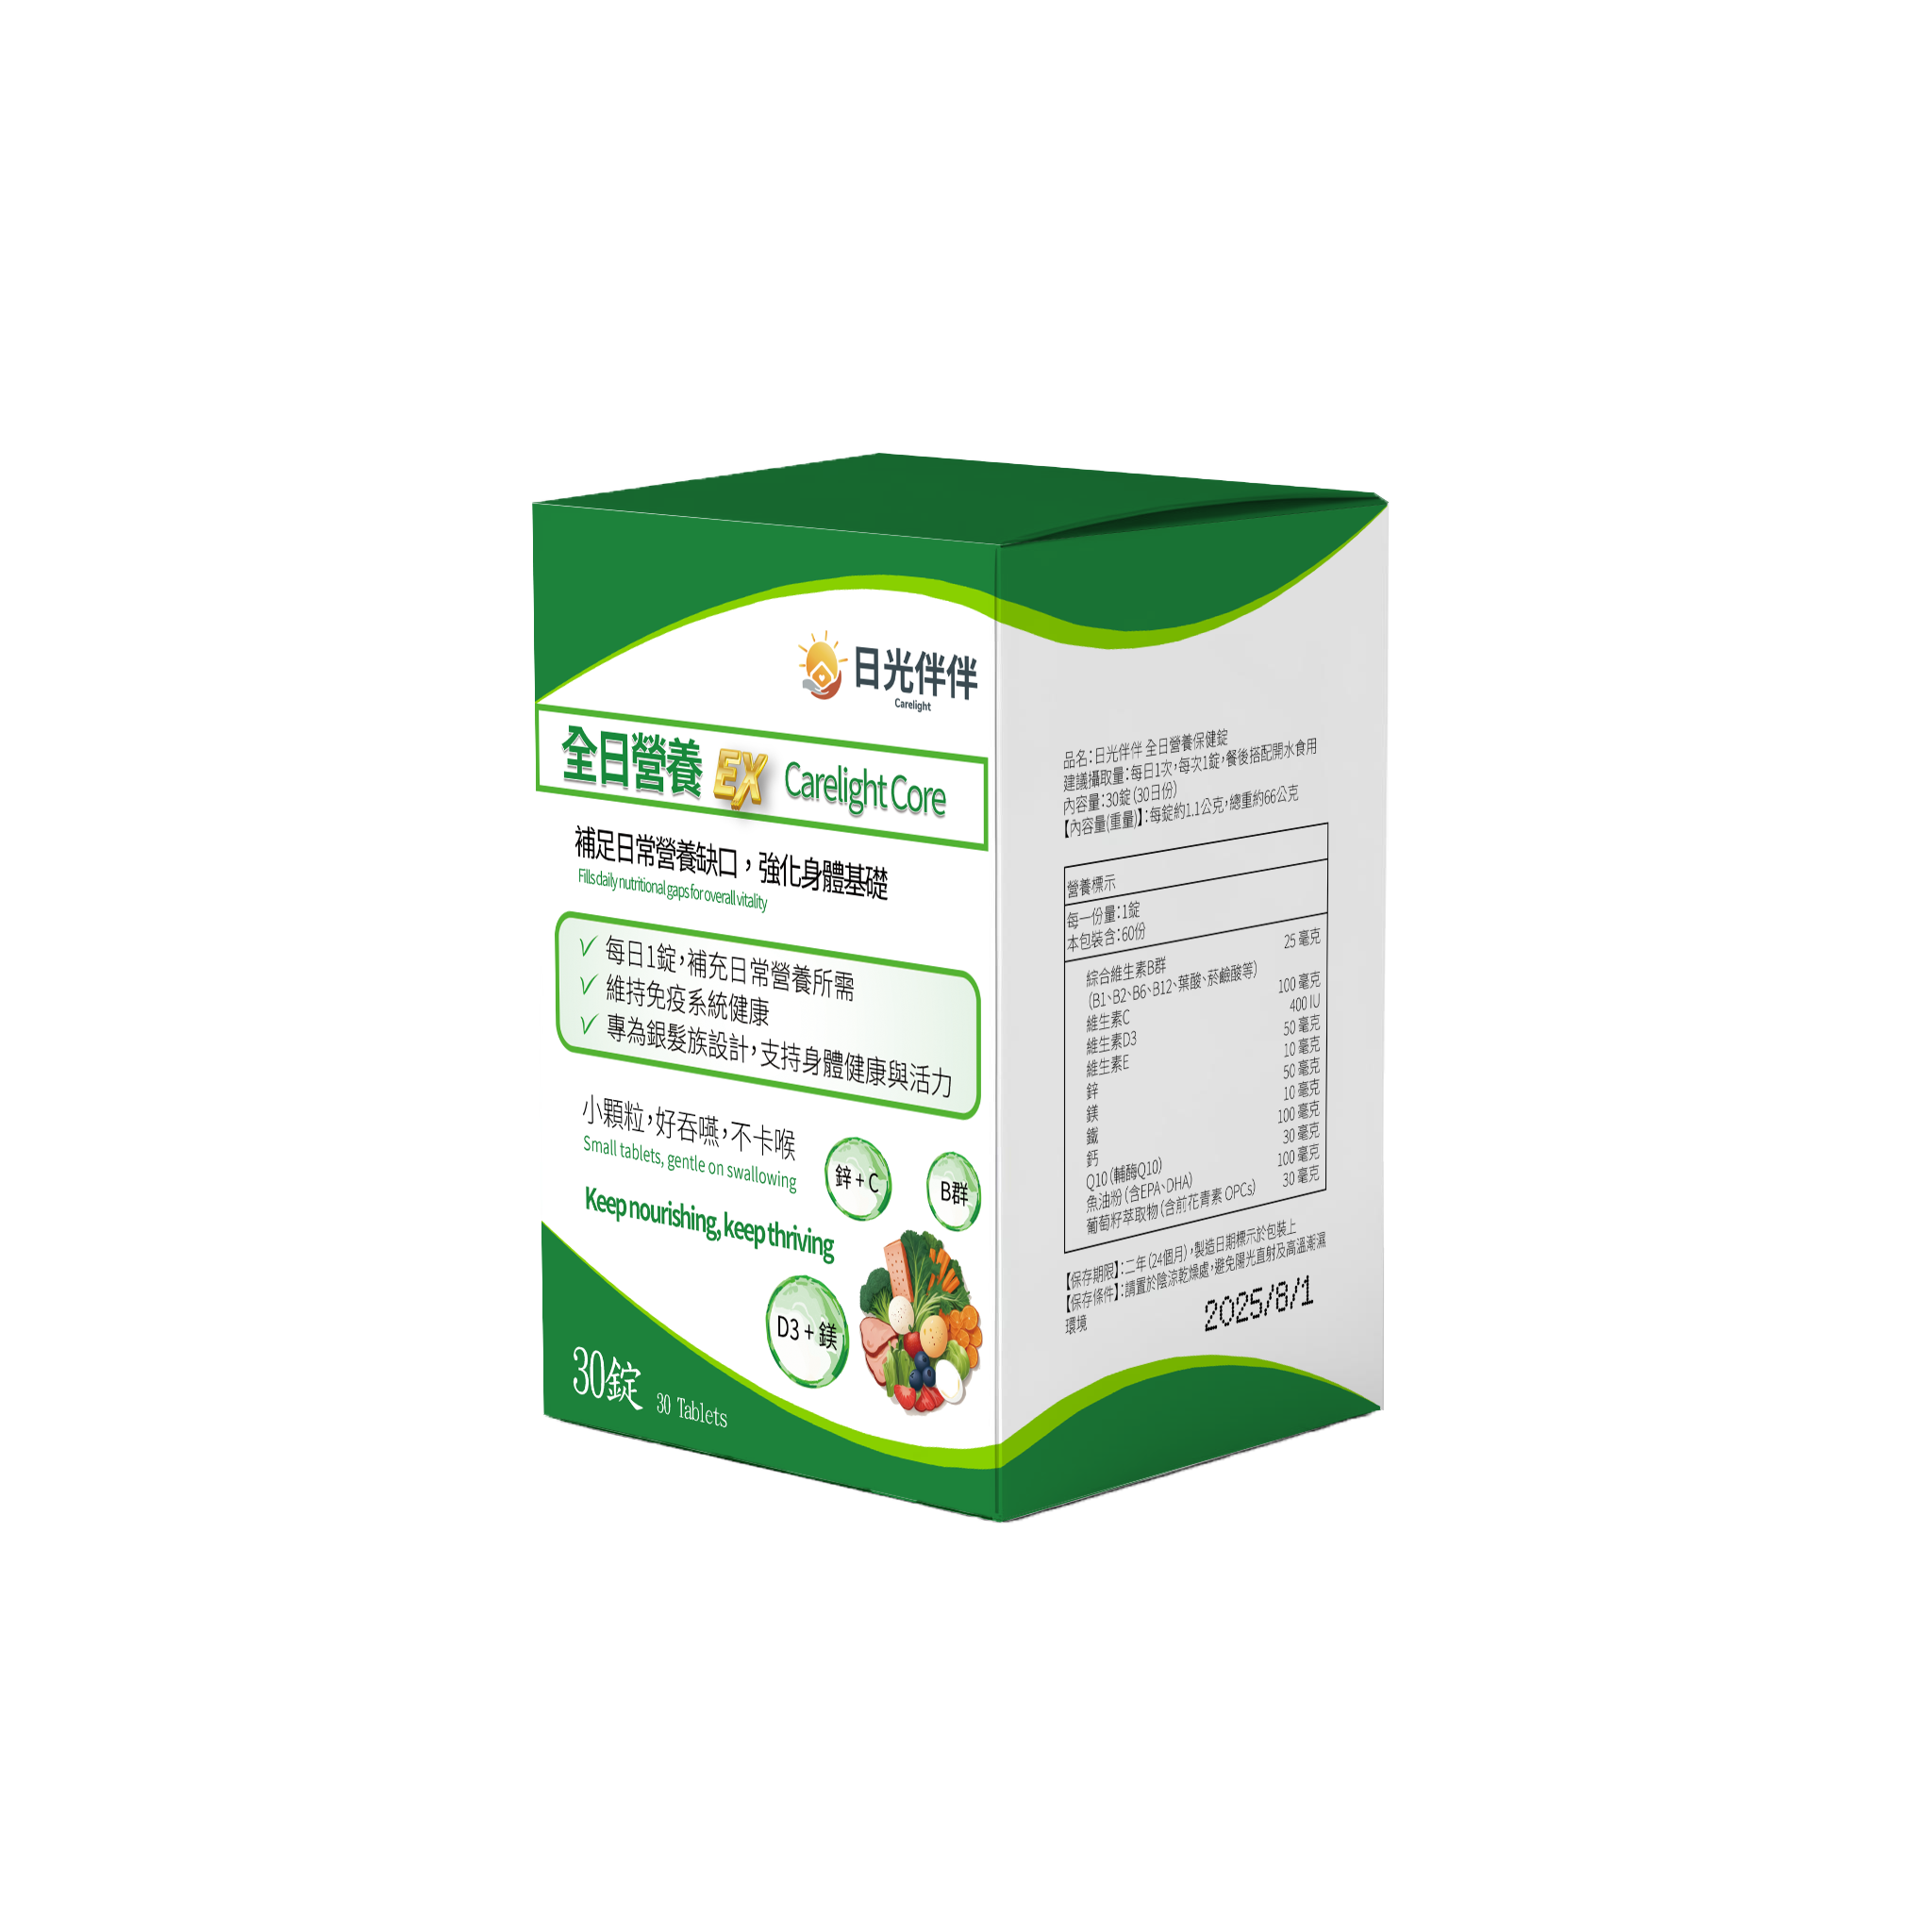 日光伴伴
Carelight
全日營養 EX Carelight Core
補足日常營養缺口，強化身體基礎
Fills daily nutritional gaps for overall vitality
✓ 每日1錠，補充日常營養所需
✓ 維持免疫系統健康
✓ 專為銀髮族設計，支持身體健康與活力
小顆粒，好吞嚥，不卡喉
Small tablets, gentle on swallowing
Keep nourishing, keep thriving
鋅 + C
B群
D3 + 鎂
30錠 30 Tablets
品名：日光伴伴 全日營養保健錠
建議攝取量：每日1次，每次1錠，餐後搭配開水食用
內容量：30錠（30日份）
【內容量(重量)】：每錠約1.1公克，總重約66公克
營養標示
每一份量：1錠
本包裝含：60份
綜合維生素B群 25 毫克
（B1、B2、B6、B12、葉酸、菸鹼酸等）
維生素C 100 毫克
維生素D3 400 IU
維生素E 50 毫克
鋅 10 毫克
鎂 50 毫克
鐵 10 毫克
鈣 100 毫克
Q10（輔酶Q10） 30 毫克
魚油粉（含EPA、DHA） 100 毫克
葡萄籽萃取物（含前花青素 OPCs） 30 毫克
【保存期限】：二年（24個月），製造日期標示於包裝上
【保存條件】：請置於陰涼乾燥處，避免陽光直射及高溫潮濕
環境
2025/8/1